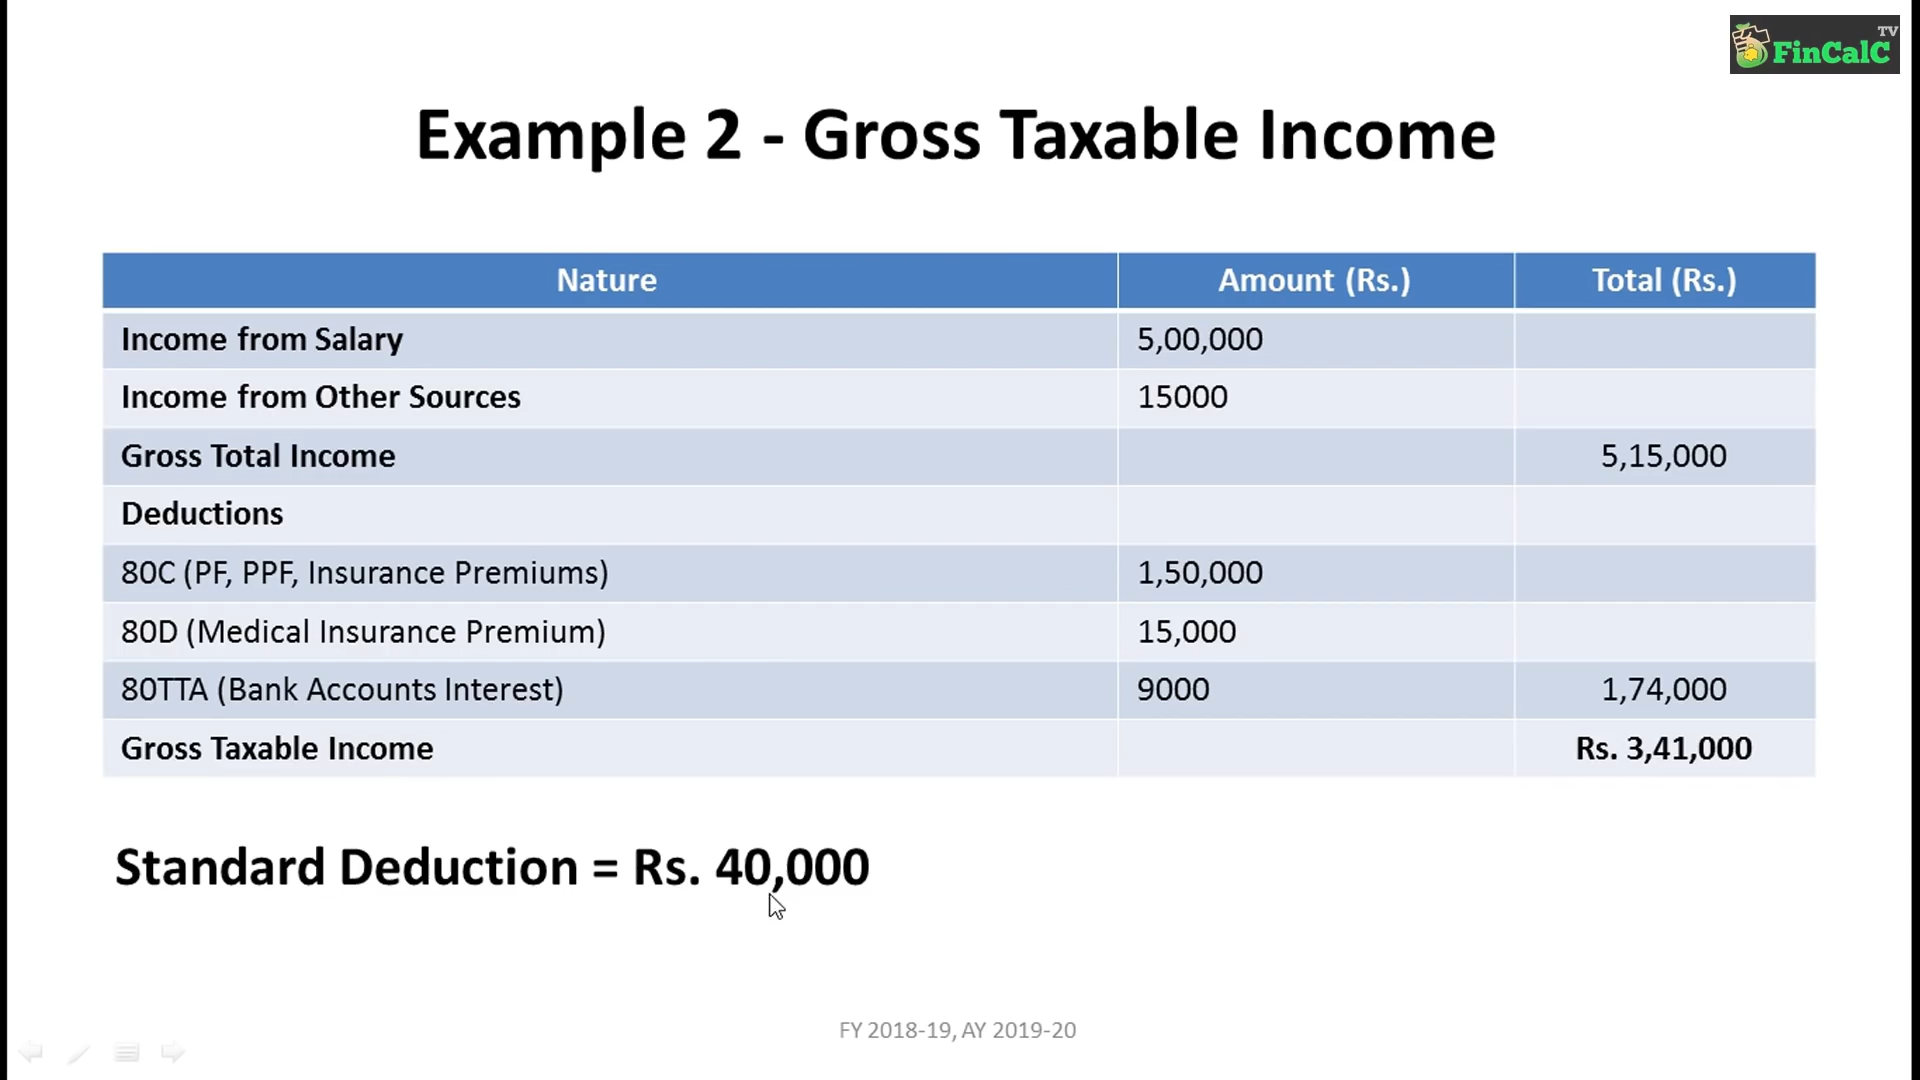 TV
FinCalC
Example 2 - Gross Taxable Income
Nature Amount (Rs.) Total (Rs.)
Income from Salary 5,00,000
Income from Other Sources 15000
Gross Total Income 5,15,000
Deductions
80C (PF, PPF, Insurance Premiums) 1,50,000
80D (Medical Insurance Premium) 15,000
80TTA (Bank Accounts Interest) 9000 1,74,000
Gross Taxable Income Rs. 3,41,000
Standard Deduction = Rs. 40,000
FY 2018-19, AY 2019-20